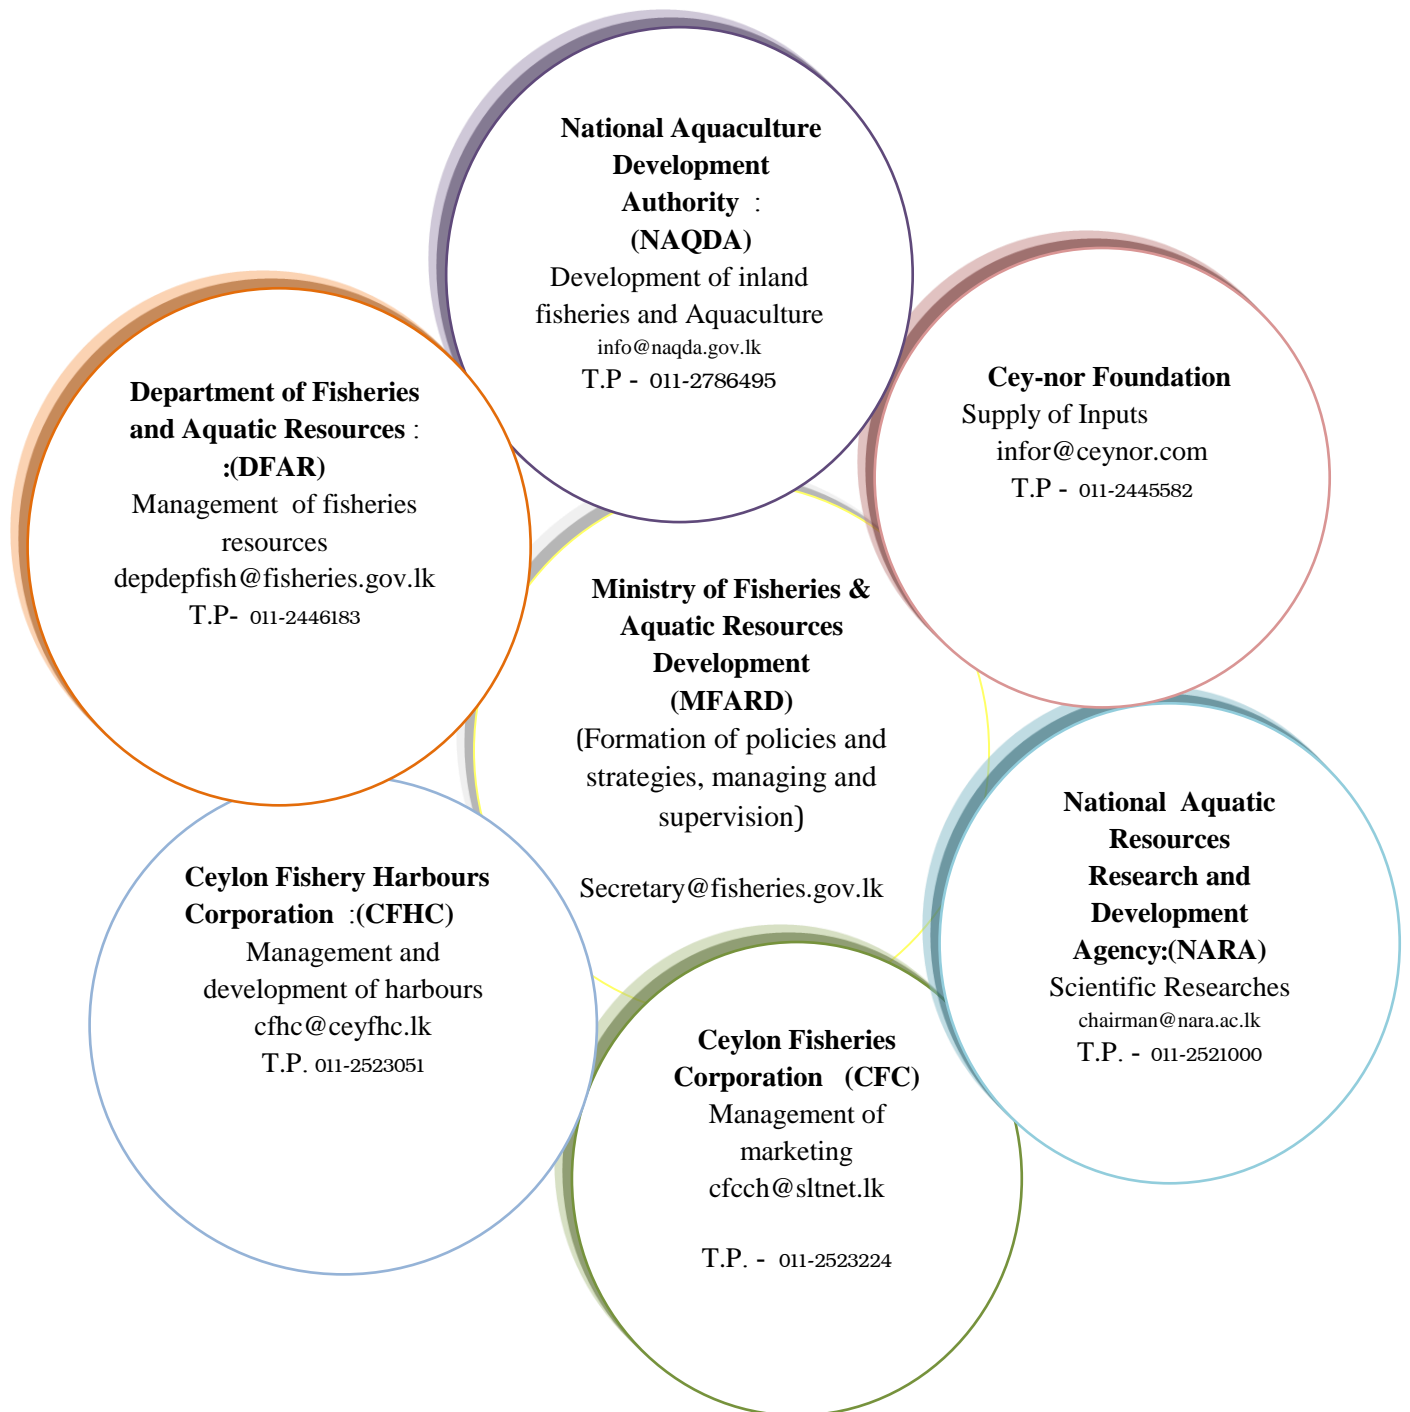 National Aquaculture
Development
Authority :
(NAQDA)
Development of inland
fisheries and Aquaculture
info@naqda.gov.lk
T.P - 011-2786495
Cey-nor Foundation
Supply of Inputs
infor@ceynor.com
T.P - 011-2445582
Department of Fisheries
and Aquatic Resources :
:(DFAR)
Management of fisheries
resources
depdepfish@fisheries.gov.lk
T.P- 011-2446183
Ministry of Fisheries &
Aquatic Resources
Development
(MFARD)
(Formation of policies and
strategies, managing and
supervision)
Secretary@fisheries.gov.lk
National Aquatic
Resources
Research and
Development
Agency:(NARA)
Scientific Researches
chairman@nara.ac.lk
T.P. - 011-2521000
Ceylon Fishery Harbours
Corporation :(CFHC)
Management and
development of harbours
cfhc@ceyfhc.lk
T.P. 011-2523051
Ceylon Fisheries
Corporation (CFC)
Management of
marketing
cfcch@sltnet.lk
T.P. - 011-2523224